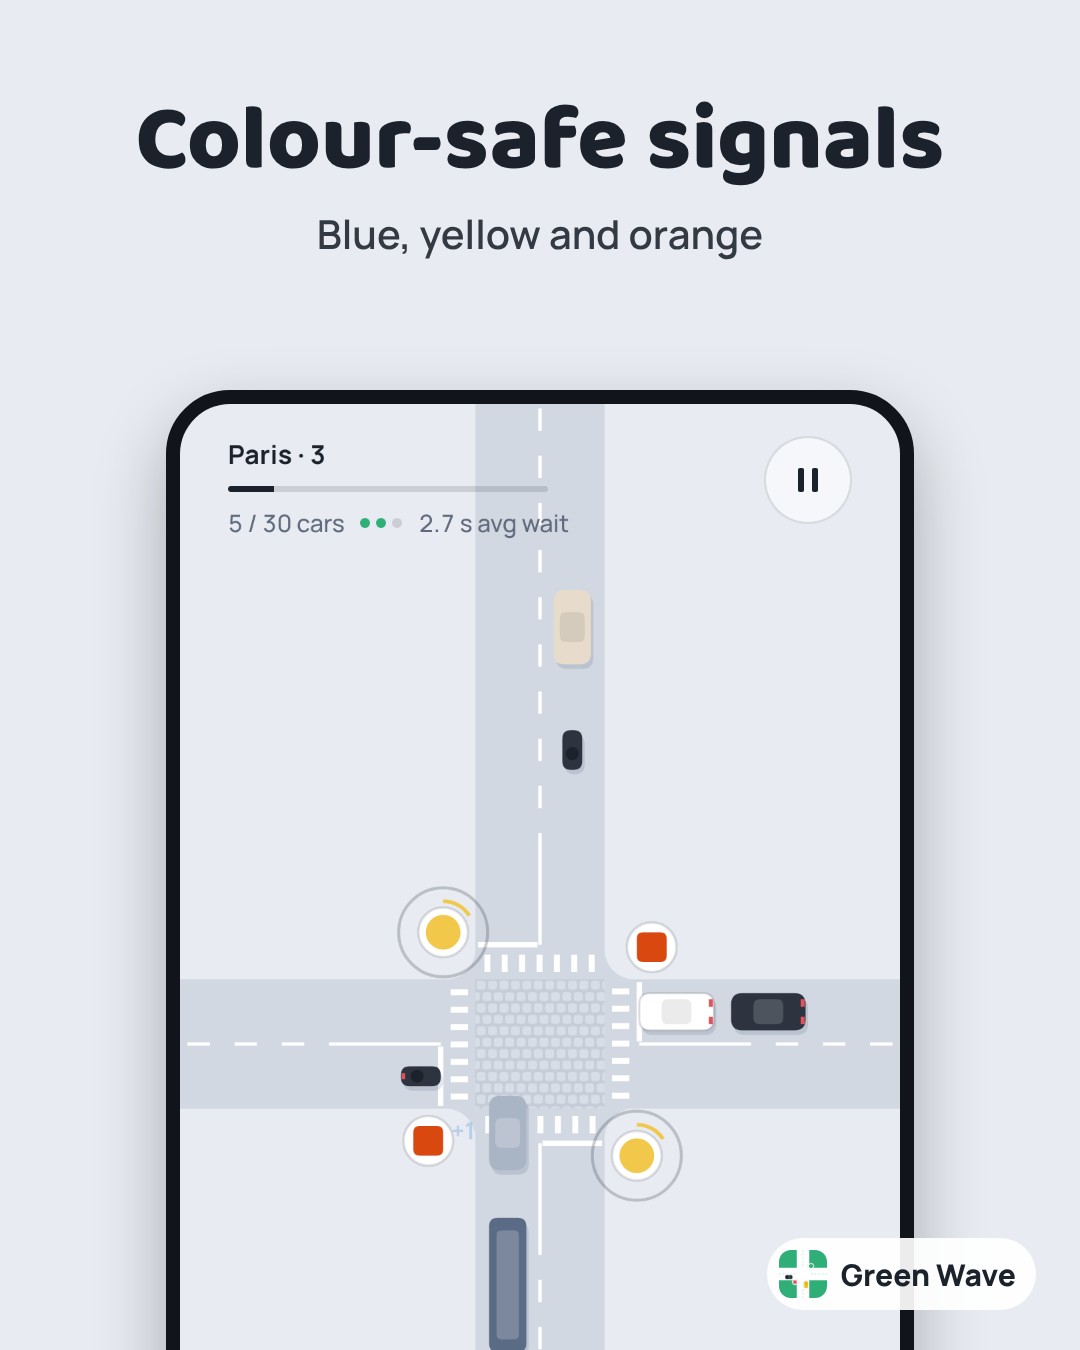 Colour-safe signals
Blue, yellow and orange
Paris · 3
5 / 30 cars 2.7 s avg wait
+1
Green Wave